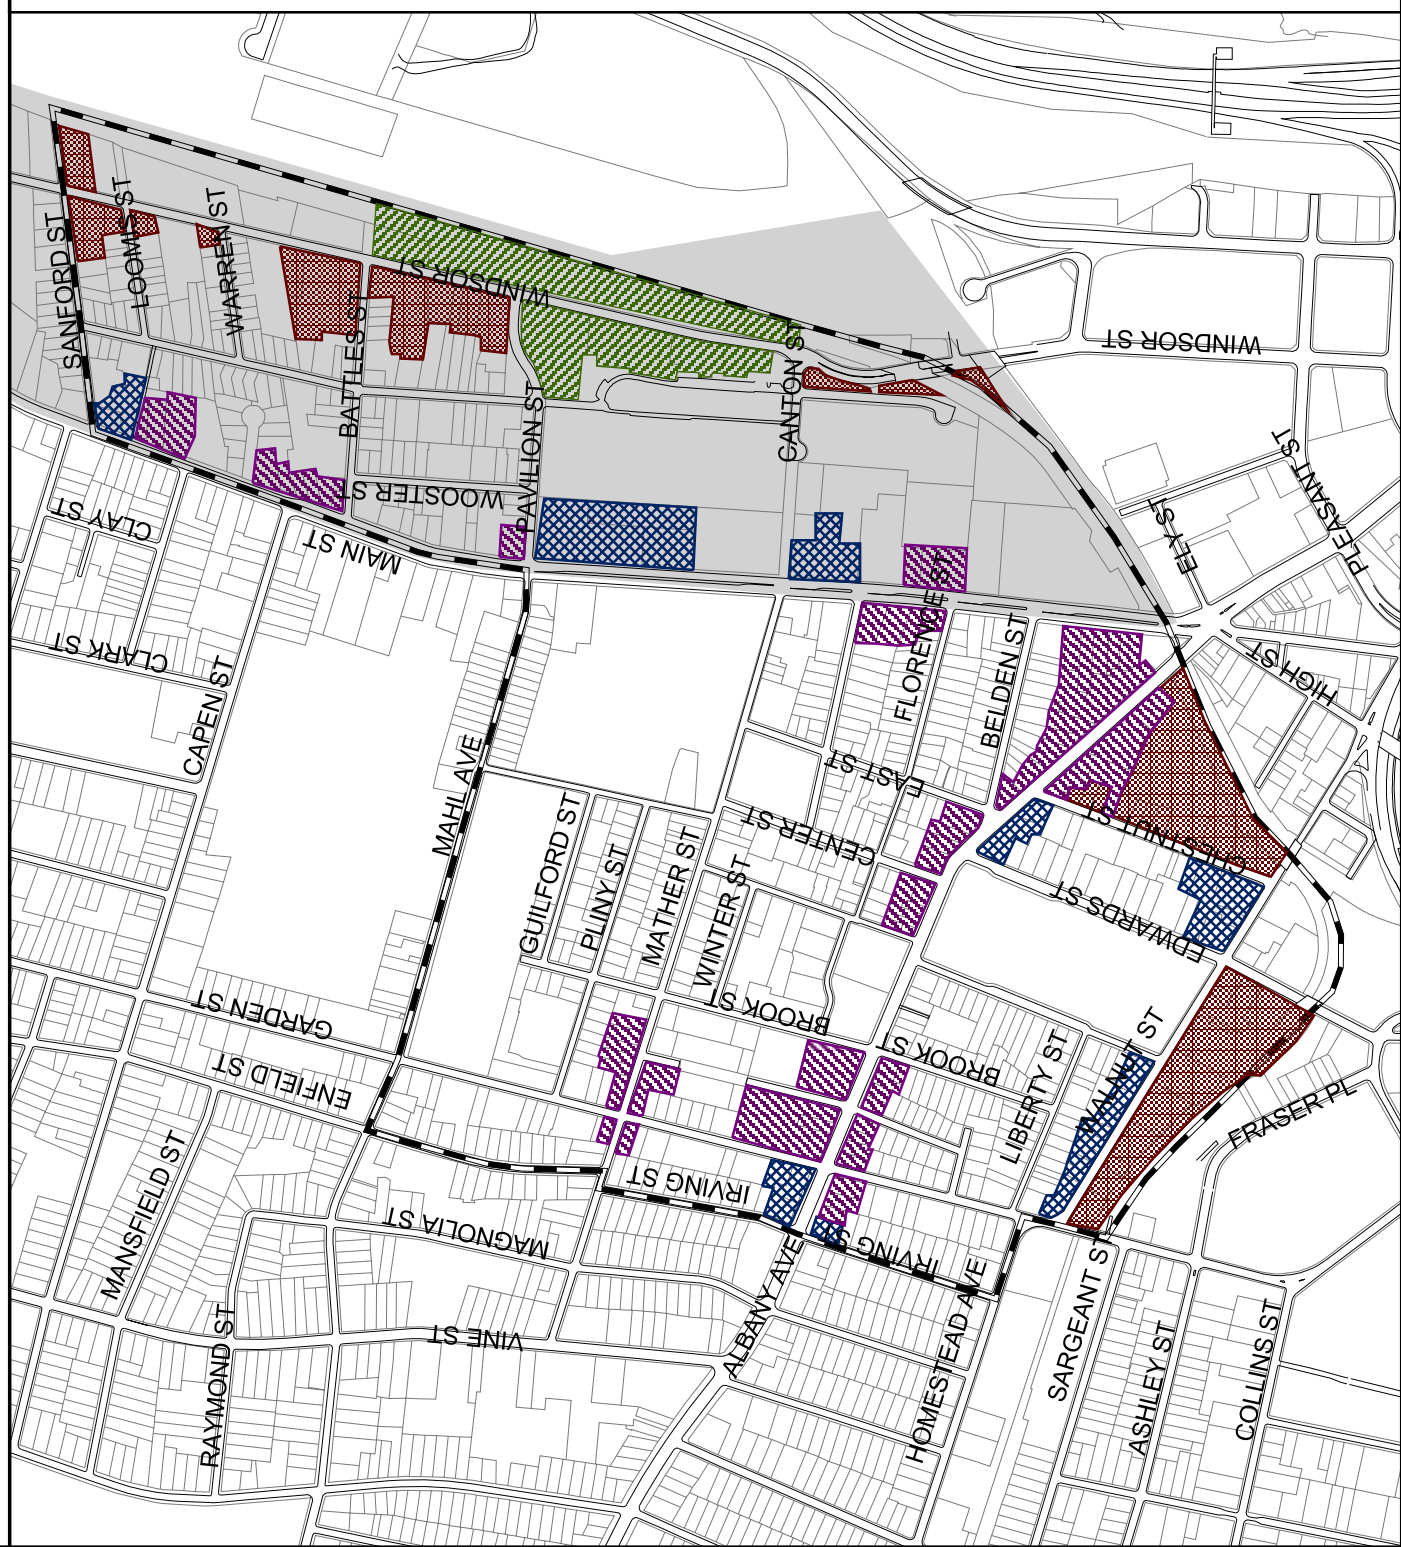 LOOMIS ST
WARREN ST
SANFORD ST
WINDSOR ST
BATTLES ST
CANTON ST
WINDSOR ST
PAVILION ST
WOOSTER ST
PLEASANT ST
PLEASANT ST
CLAY ST
MAIN ST
ELY ST
FLORENCE ST
CLARK ST
CAPEN ST
BELDEN ST
HIGH ST
MAHL AVE
EAST ST
CENTER ST
CHESTNUT ST
GUILFORD ST
PLINY ST
MATHER ST
WINTER ST
EDWARDS ST
GARDEN ST
BROOK ST
BROOK ST
ENFIELD ST
LIBERTY ST
WALNUT ST
FRASER PL
MANSFIELD ST
IRVING ST
MAGNOLIA ST
IRVING ST
ALBANY AVE
VINE ST
RAYMOND ST
HOMESTEAD AVE
SARGEANT ST
ASHLEY ST
COLLINS ST